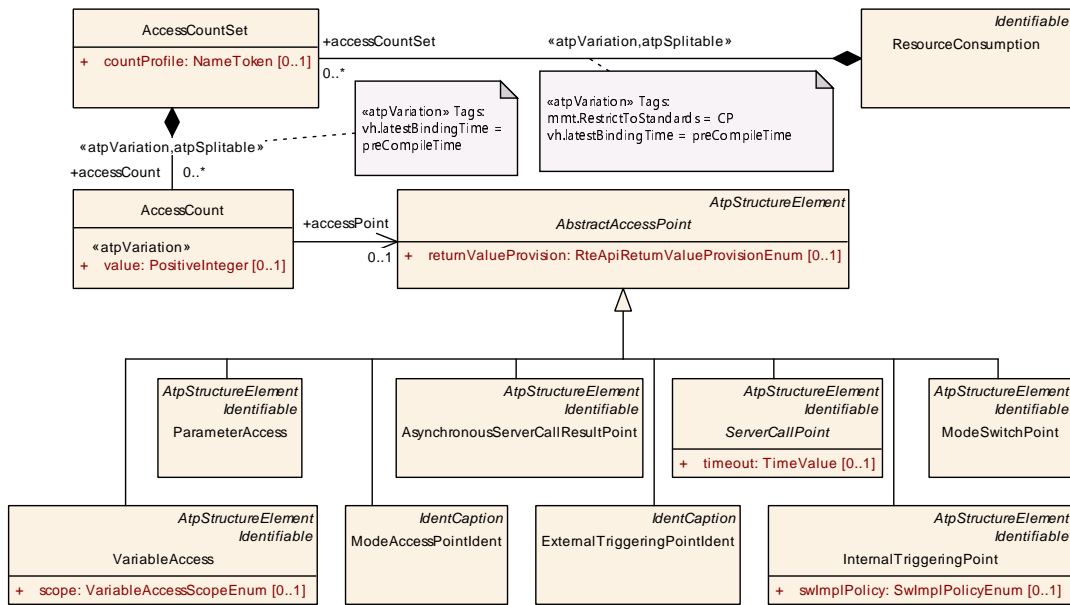 AccessCountSet
+ countProfile: NameToken [0..1]
+accessCountSet
0..*
«atpVariation,atpSplitable»
Identifiable
ResourceConsumption
«atpVariation» Tags:
vh.latestBindingTime =
preCompileTime
«atpVariation» Tags:
mmt.RestrictToStandards = CP
vh.latestBindingTime = preCompileTime
«atpVariation,atpSplitable»
+accessCount 0..*
AccessCount
«atpVariation»
+ value: PositiveInteger [0..1]
+accessPoint
0..1
AtpStructureElement
AbstractAccessPoint
+ returnValueProvision: RteApiReturnValueProvisionEnum [0..1]
AtpStructureElement
Identifiable
ParameterAccess
AtpStructureElement
Identifiable
AsynchronousServerCallResultPoint
AtpStructureElement
Identifiable
ServerCallPoint
+ timeout: TimeValue [0..1]
AtpStructureElement
Identifiable
ModeSwitchPoint
AtpStructureElement
Identifiable
VariableAccess
+ scope: VariableAccessScopeEnum [0..1]
IdentCaption
ModeAccessPointIdent
IdentCaption
ExternalTriggeringPointIdent
AtpStructureElement
Identifiable
InternalTriggeringPoint
+ swImplPolicy: SwImplPolicyEnum [0..1]